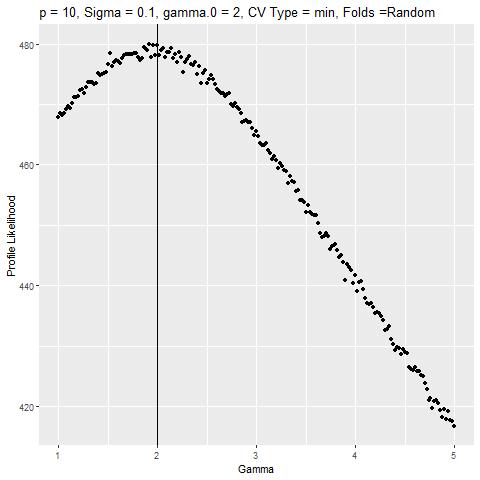 p = 10, Sigma = 0.1, gamma.0 = 2, CV Type = min, Folds =Random
480
460
440
420
Profile Likelihood
1 2 3 4 5
Gamma